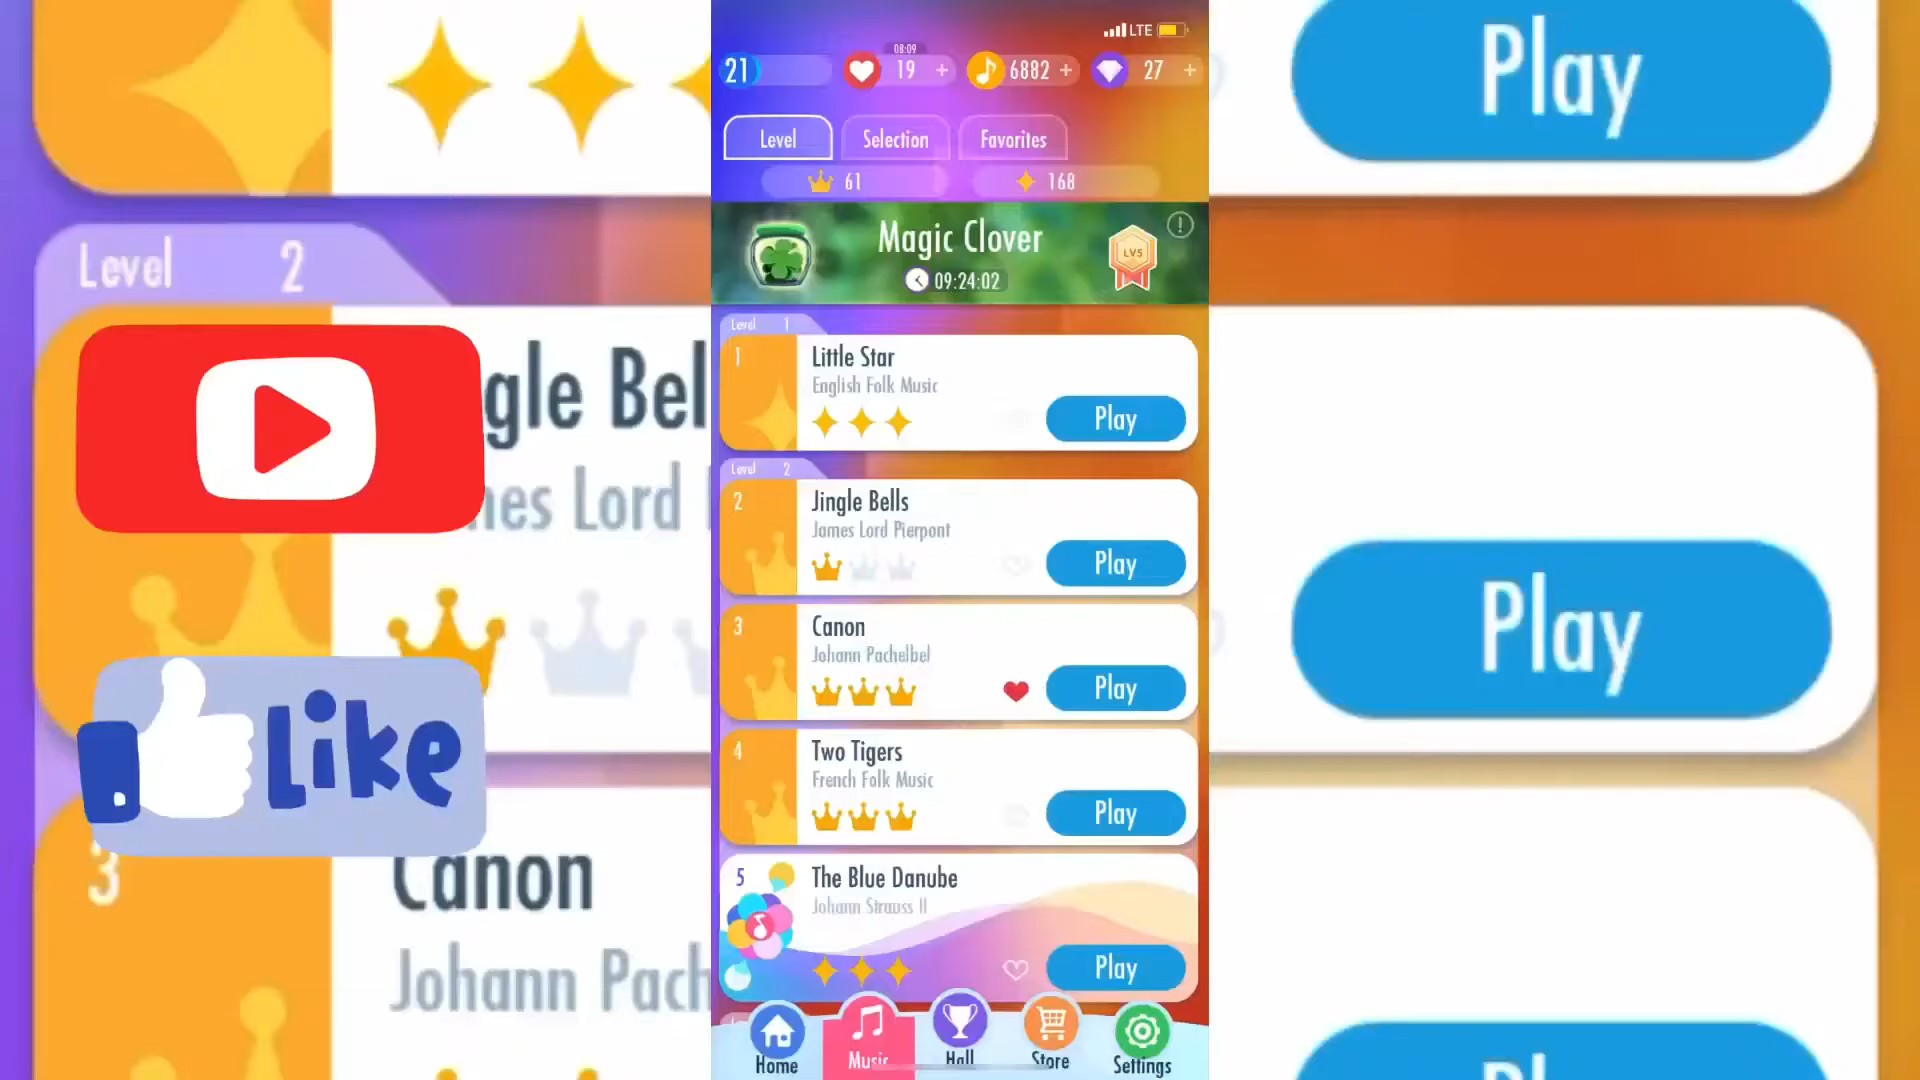 Play
Level 2
gle Bel
nes Lord
Like
3
Canon
Johann Pach
Play
Play
LTE
21
08:09
19 +
6882 +
27 +
Level
Selection
Favorites
61
168
Magic Clover
09:24:02
LV5
Level 1
1
Little Star
English Folk Music
Play
Level 2
2
Jingle Bells
James Lord Pierpont
Play
3
Canon
Johann Pachelbel
Play
4
Two Tigers
French Folk Music
Play
5
The Blue Danube
Johann Strauss II
Play
Home
Music
Hall
Store
Settings